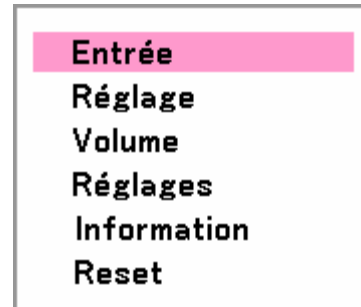 Entrée
Réglage
Volume
Réglages
Information
Reset